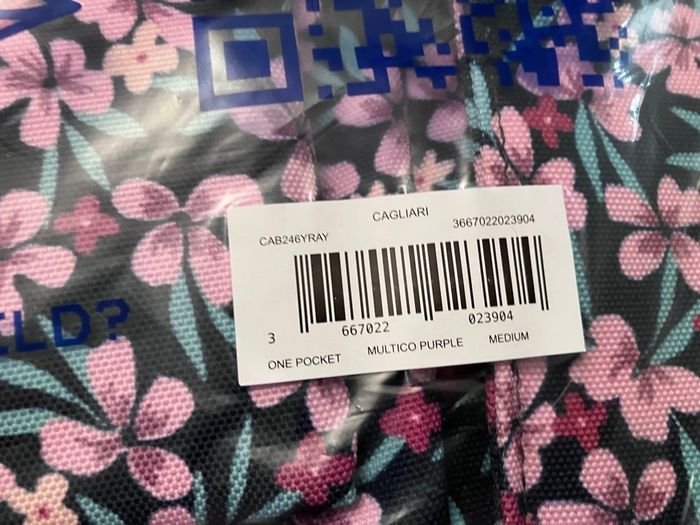 CAGLIARI
CAB246YRAY 3667022023904
3 667022 023904
ONE POCKET MULTICO PURPLE MEDIUM
LD?